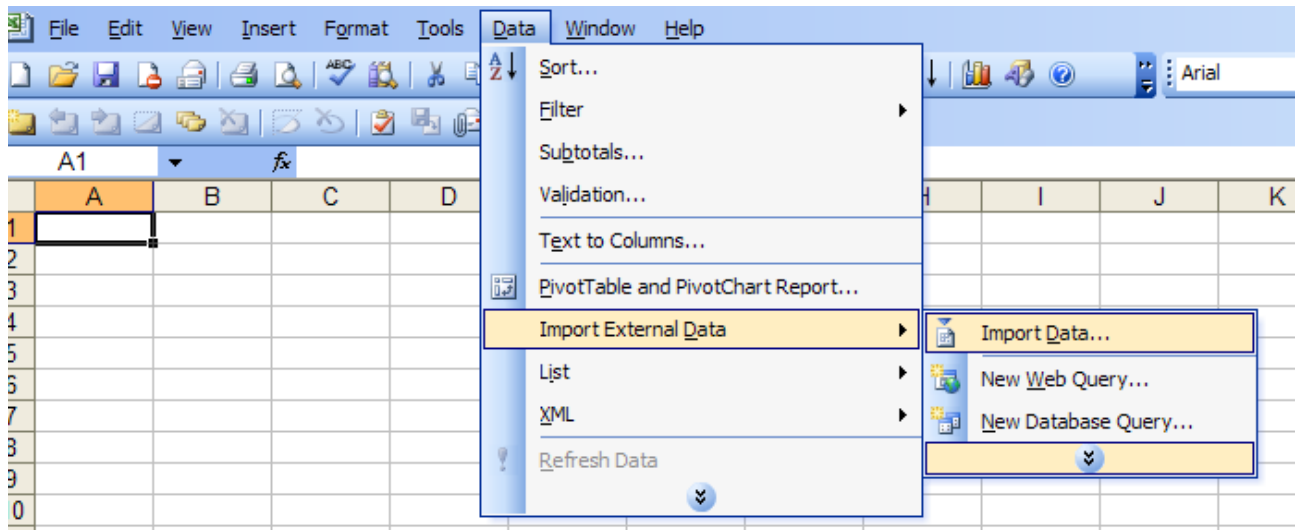 File Edit View Insert Format Tools Data Window Help
ABC
Arial
A1 fx
A B C D H I J K
1
2
3
4
5
6
7
8
9
10
A
Z
Sort...
Filter
Subtotals...
Validation...
Text to Columns...
PivotTable and PivotChart Report...
Import External Data
List
XML
Refresh Data
Import Data...
New Web Query...
New Database Query...